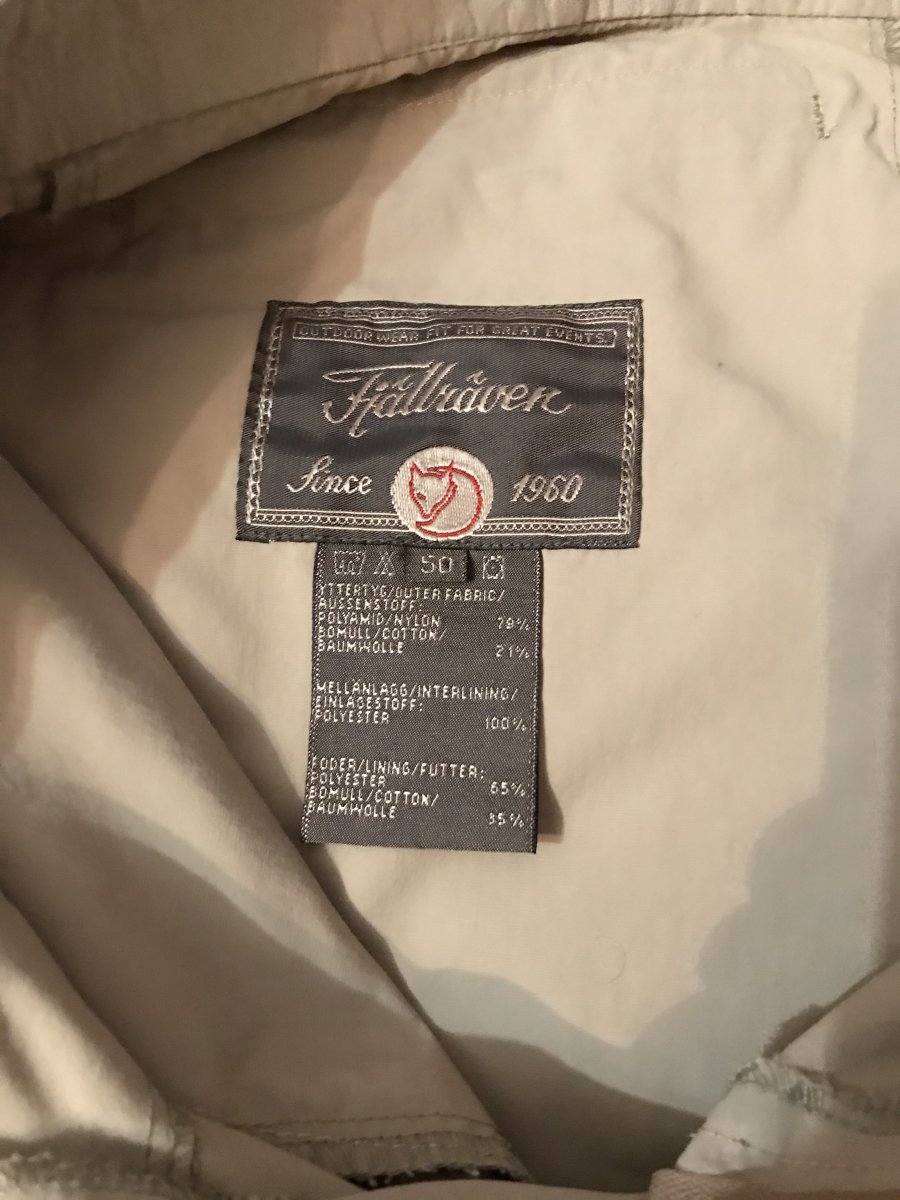 OUTDOOR WEAR FIT FOR GREAT EVENTS.
Fjällräven
Since 1960
50
YTTERTYG/OUTER FABRIC/
AUSSENSTOFF:
POLYAMID/NYLON 79%
BOMULL/COTTON/
BAUMWOLLE 21%
MELLANLÄGG/INTERLINING/
EINLAGESTOFF:
POLYESTER 100%
FODER/LINING/FUTTER:
POLYESTER 65%
BOMULL/COTTON/
BAUMWOLLE 35%